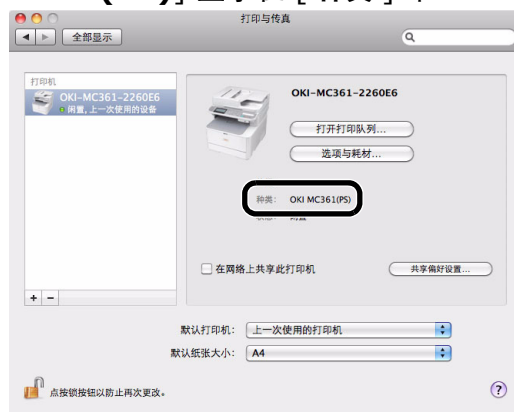 打印与传真
全部显示
打印机
OKI-MC361-2260E6
闲置, 上一次使用的设备
OKI-MC361-2260E6
打开打印队列...
选项与耗材...
种类: OKI MC361(PS)
在网络上共享此打印机
共享偏好设置...
+ −
默认打印机: 上一次使用的打印机
默认纸张大小: A4
点按锁按钮以防止再次更改。
?